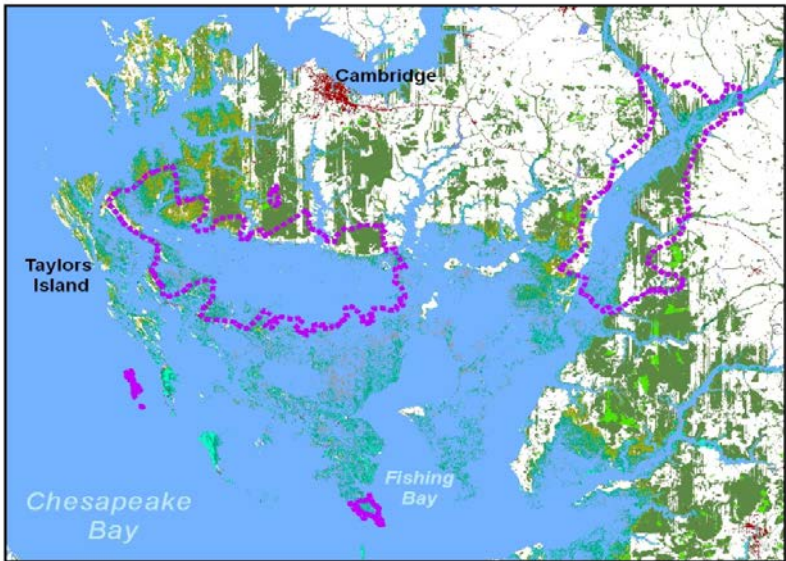 Cambridge
Taylors
Island
Fishing
Bay
Chesapeake
Bay